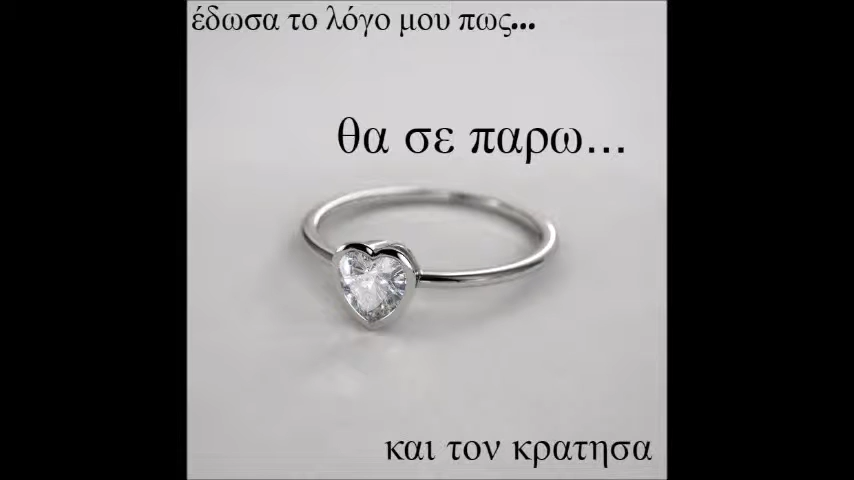 έδωσα το λόγο μου πως...
θα σε παρω...
και τον κρατησα